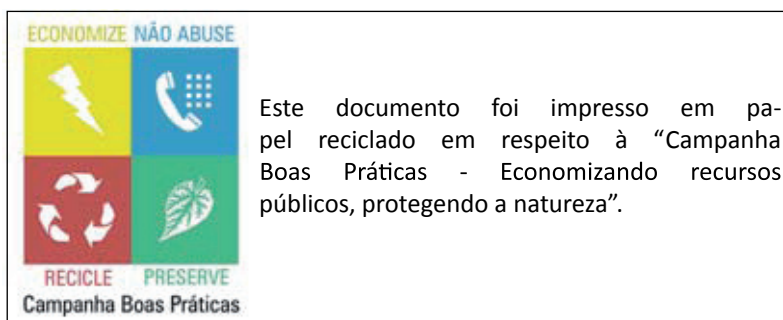 ECONOMIZE NÃO ABUSE
RECICLE PRESERVE
Campanha Boas Práticas
Este documento foi impresso em pa-
pel reciclado em respeito à “Campanha
Boas Práticas - Economizando recursos
públicos, protegendo a natureza”.